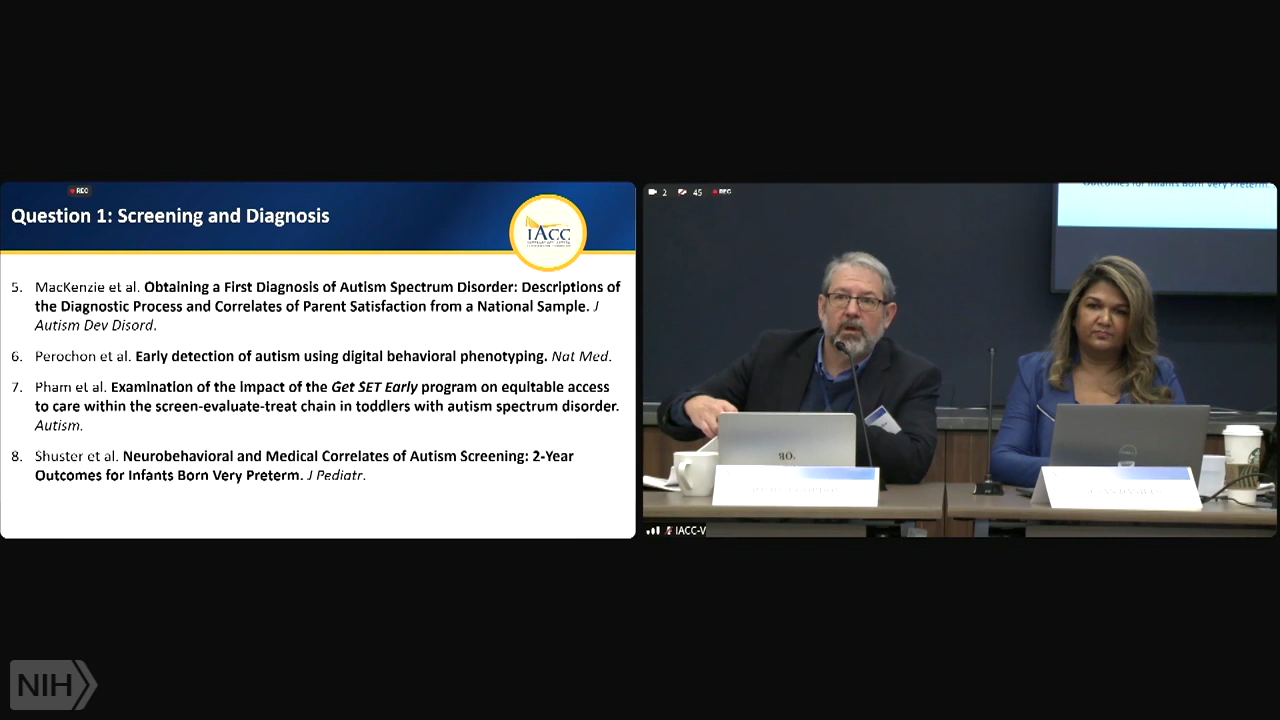 REC
Question 1: Screening and Diagnosis
IACC
5. MacKenzie et al. Obtaining a First Diagnosis of Autism Spectrum Disorder: Descriptions of
the Diagnostic Process and Correlates of Parent Satisfaction from a National Sample. J
Autism Dev Disord.
6. Perochon et al. Early detection of autism using digital behavioral phenotyping. Nat Med.
7. Pham et al. Examination of the impact of the Get SET Early program on equitable access
to care within the screen-evaluate-treat chain in toddlers with autism spectrum disorder.
Autism.
8. Shuster et al. Neurobehavioral and Medical Correlates of Autism Screening: 2-Year
Outcomes for Infants Born Very Preterm. J Pediatr.
2 45 REC
Outcomes for Infants Born Very Preterm.
DELL
IACC-V
NIH